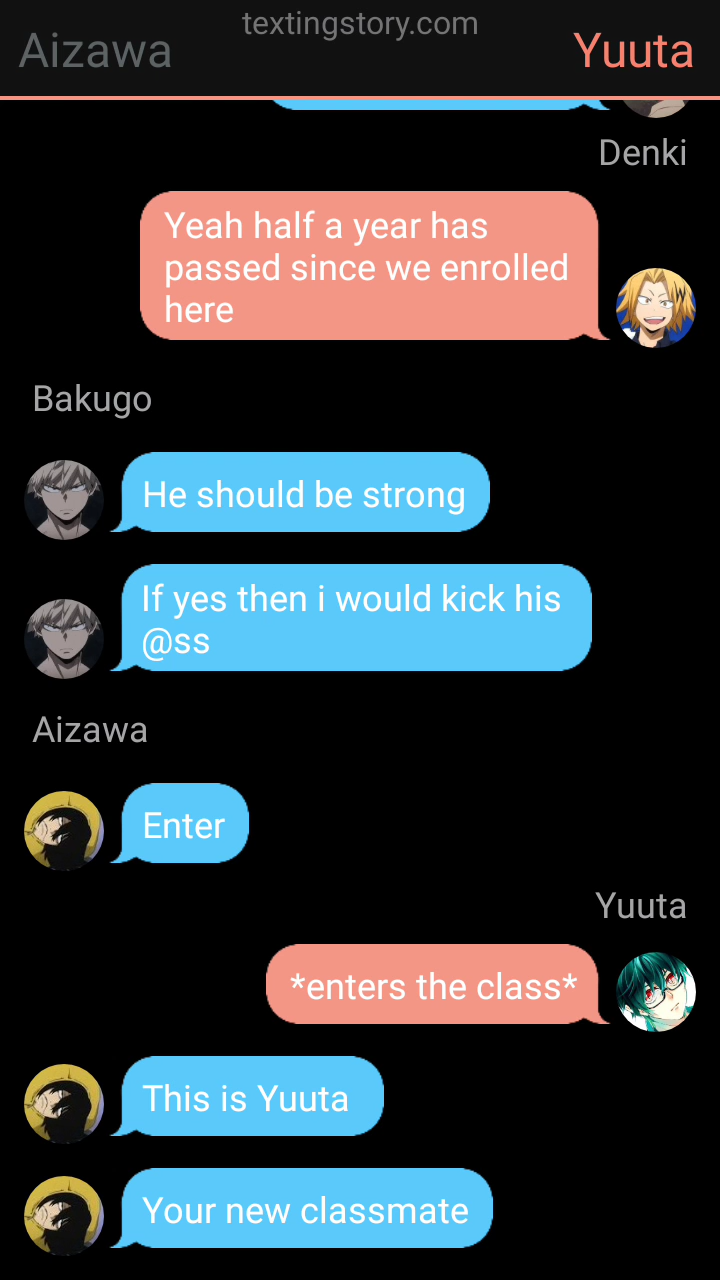 textingstory.com
Aizawa
Yuuta
Denki
Yeah half a year has
passed since we enrolled
here
Bakugo
He should be strong
If yes then i would kick his
@ss
Aizawa
Enter
Yuuta
*enters the class*
This is Yuuta
Your new classmate